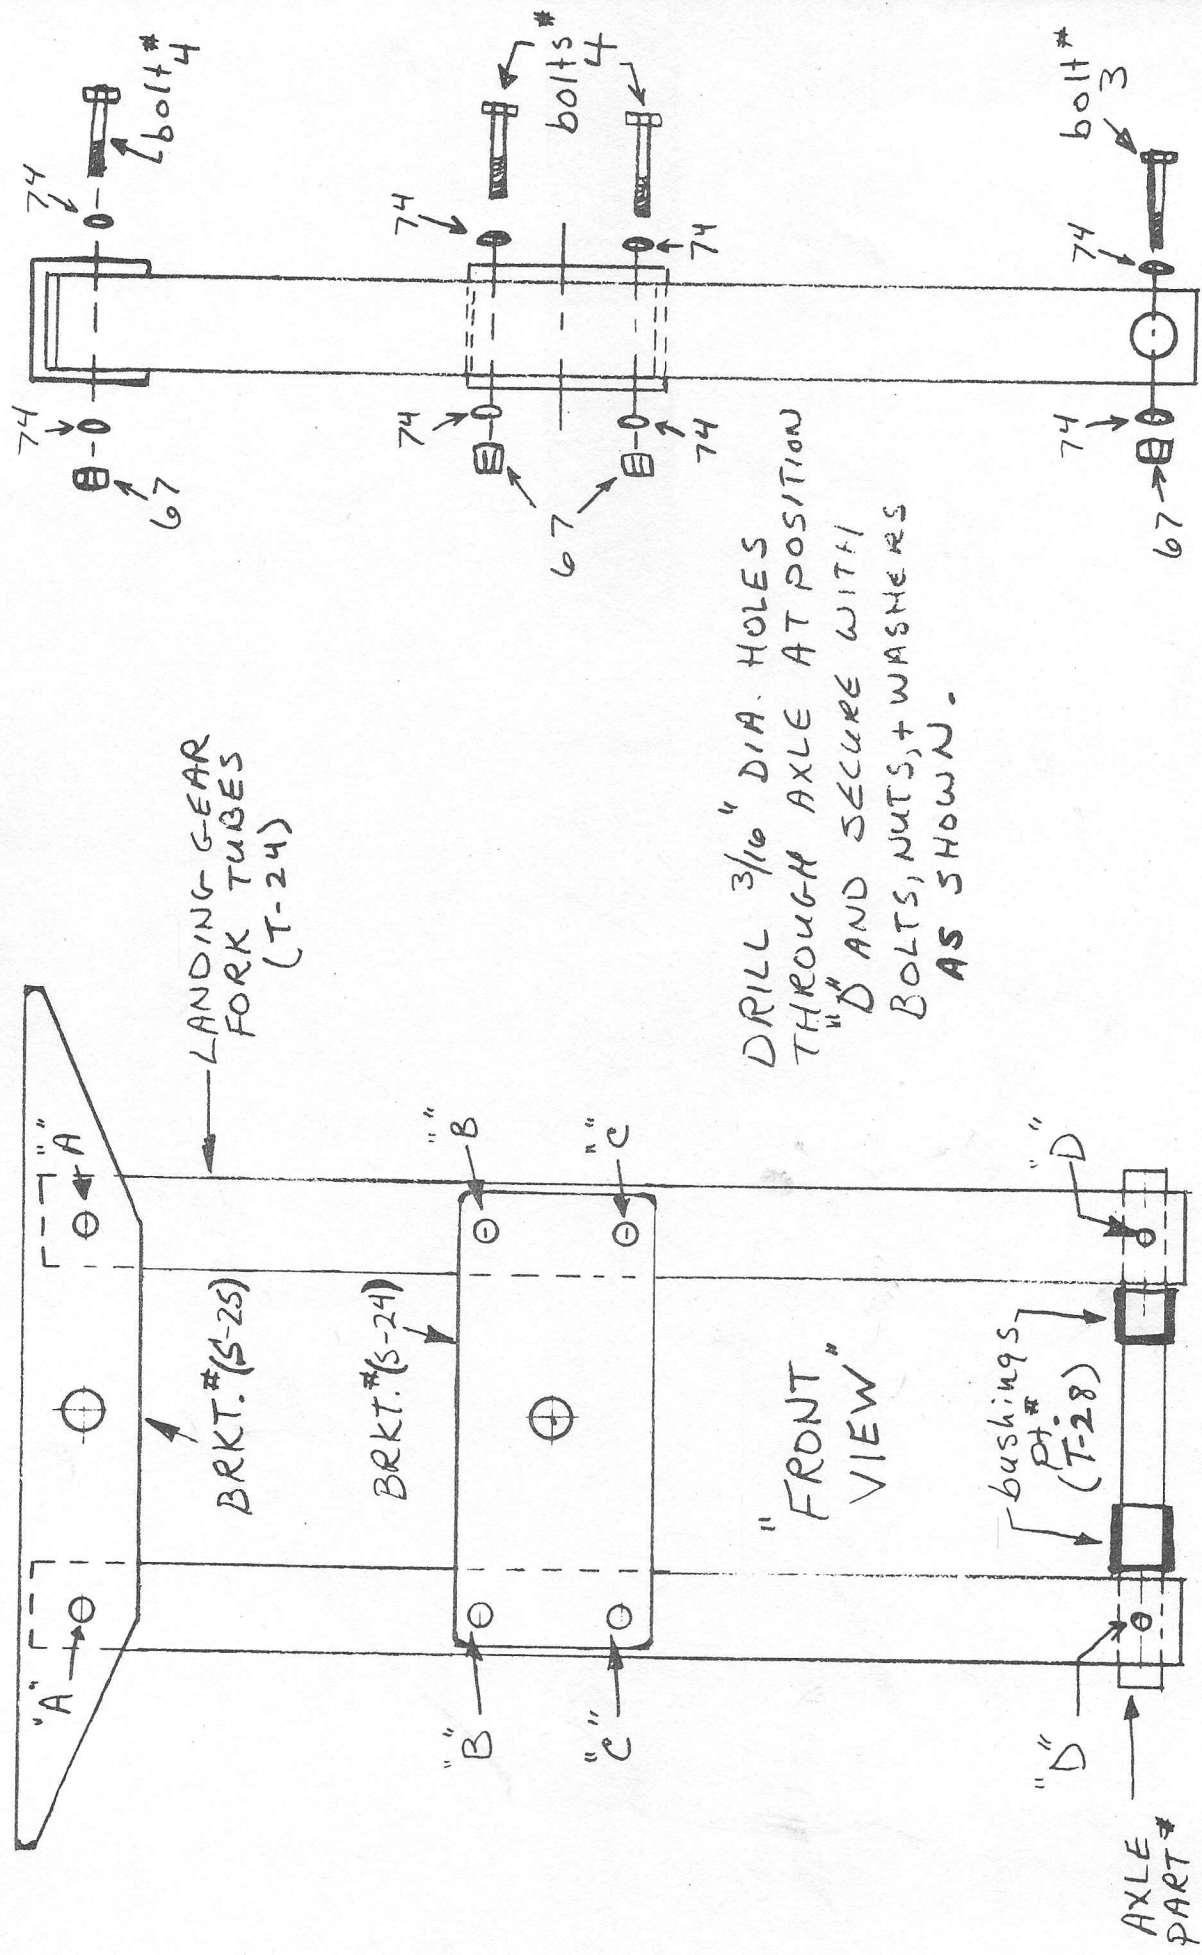 LANDING GEAR
FORK TUBES
(T-24)
"A"
"A"
BRKT.# (S-25)
BRKT.# (S-24)
"B"
"B"
"C"
"C"
"FRONT
VIEW"
bushings
pt #
(T-28)
"D"
"D"
AXLE
PART #
74
74
67
bolt #
4
74
74
74
74
67
bolts #
4
DRILL 3/16" DIA. HOLES
THROUGH AXLE AT POSITION
"D" AND SECURE WITH
BOLTS, NUTS, + WASHERS
AS SHOWN.
74
74
67
bolt #
3